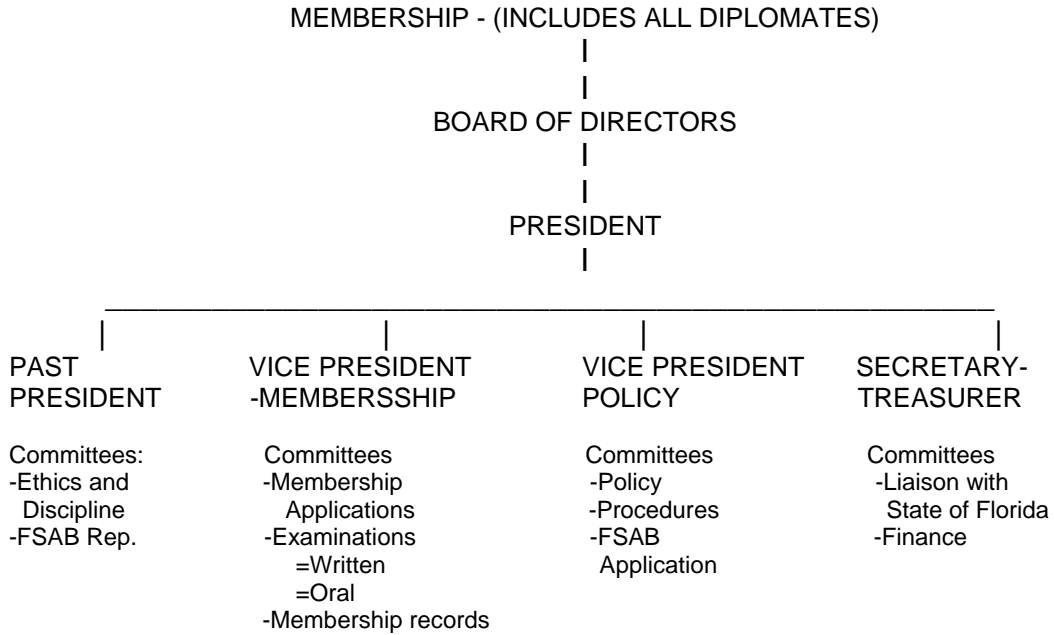 MEMBERSHIP - (INCLUDES ALL DIPLOMATES)
BOARD OF DIRECTORS
PRESIDENT
PAST
PRESIDENT
Committees:
-Ethics and
Discipline
-FSAB Rep.
VICE PRESIDENT
-MEMBERSSHIP
Committees
-Membership
Applications
-Examinations
=Written
=Oral
-Membership records
VICE PRESIDENT
POLICY
Committees
-Policy
-Procedures
-FSAB
Application
SECRETARY-
TREASURER
Committees
-Liaison with
State of Florida
-Finance